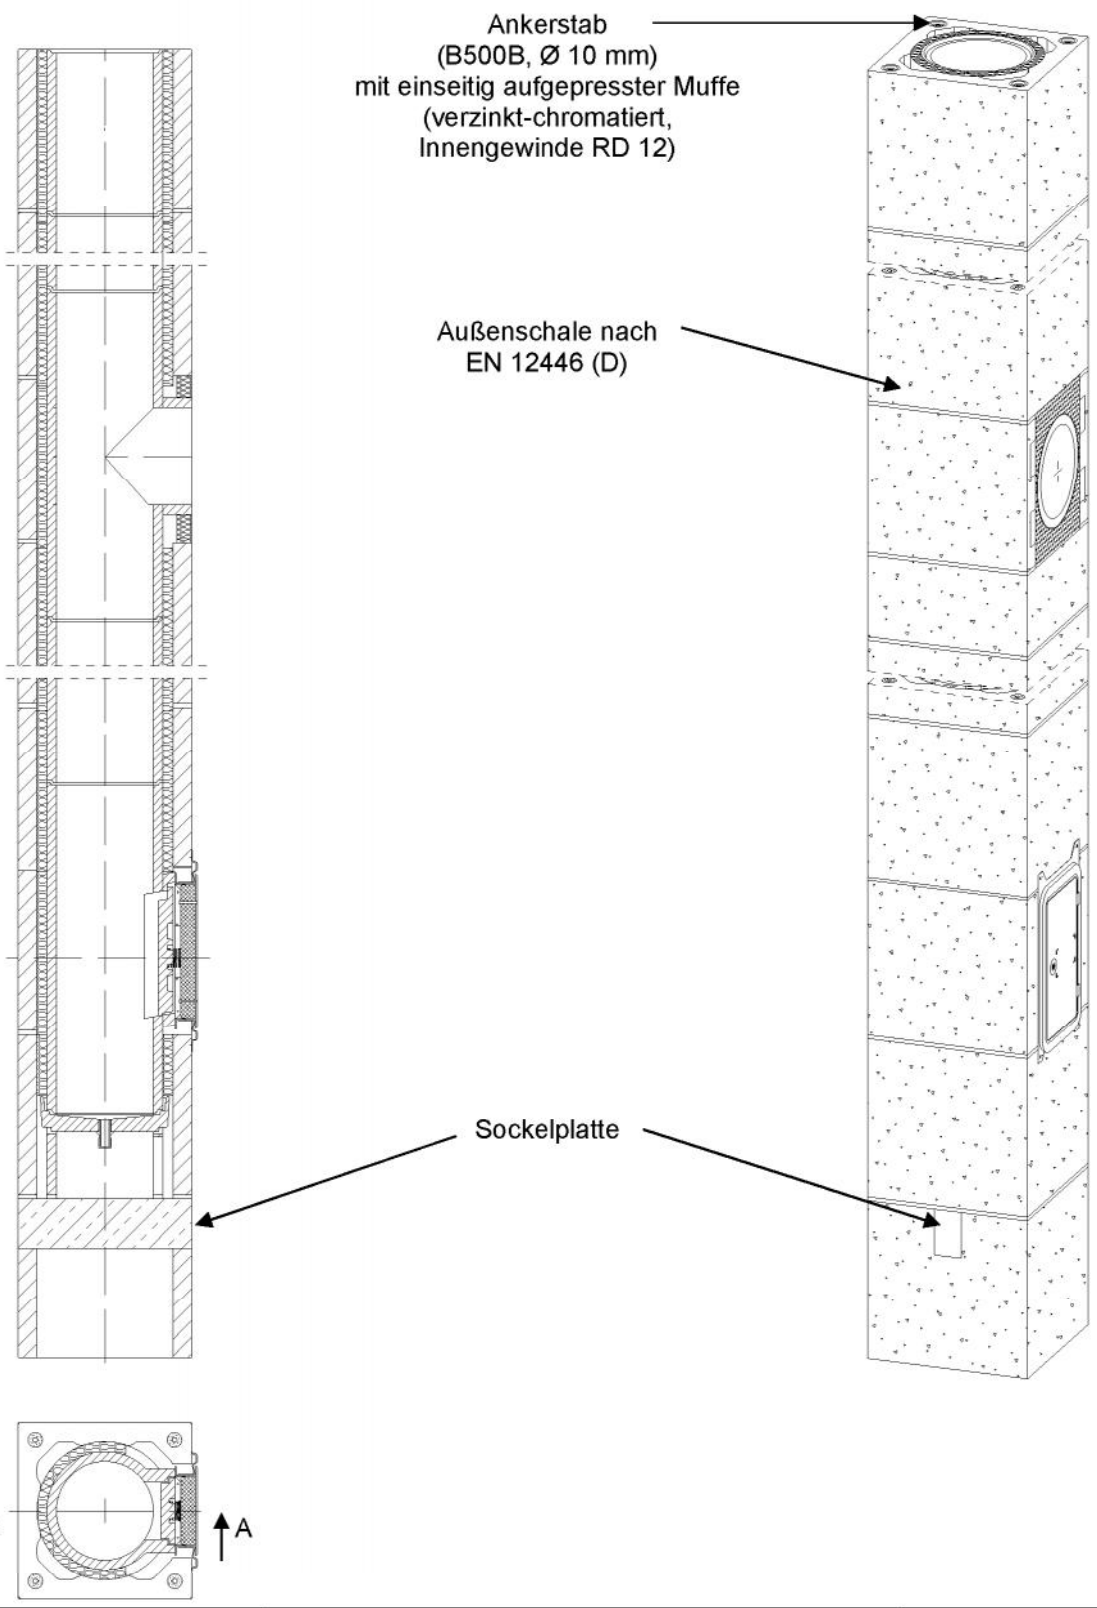 Ankerstab
(B500B, Ø 10 mm)
mit einseitig aufgepresster Muffe
(verzinkt-chromatiert,
Innengewinde RD 12)
Außenschale nach
EN 12446 (D)
Sockelplatte
A